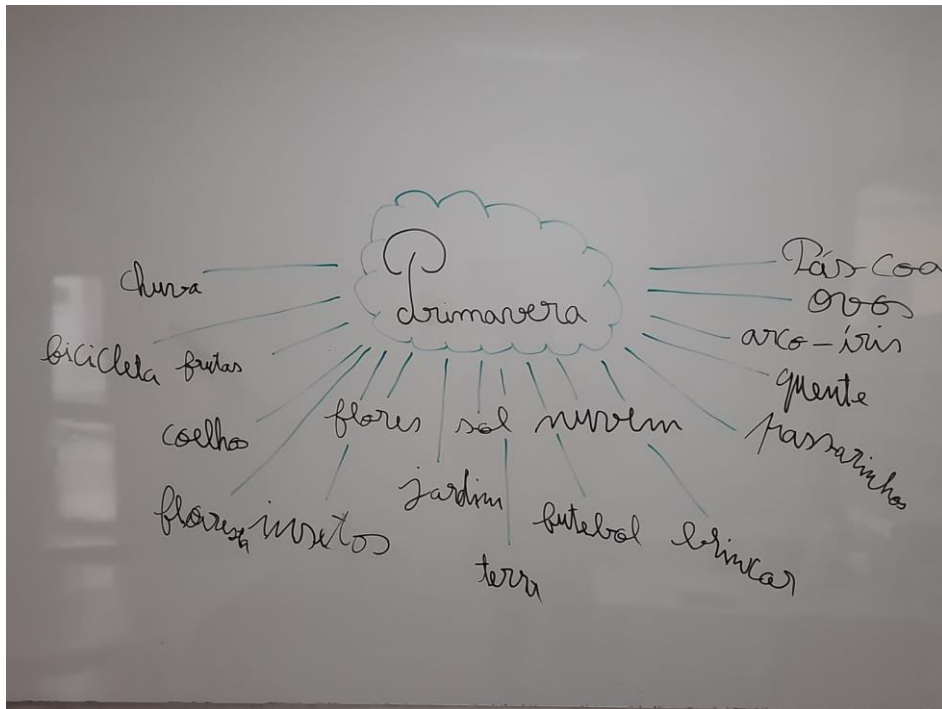 Primavera
chuva
bicicleta
frutas
coelho
floresta
insetos
flores
jardim
sol
terra
nuvem
futebol
brincar
passarinhos
quente
arco-íris
ovos
Páscoa